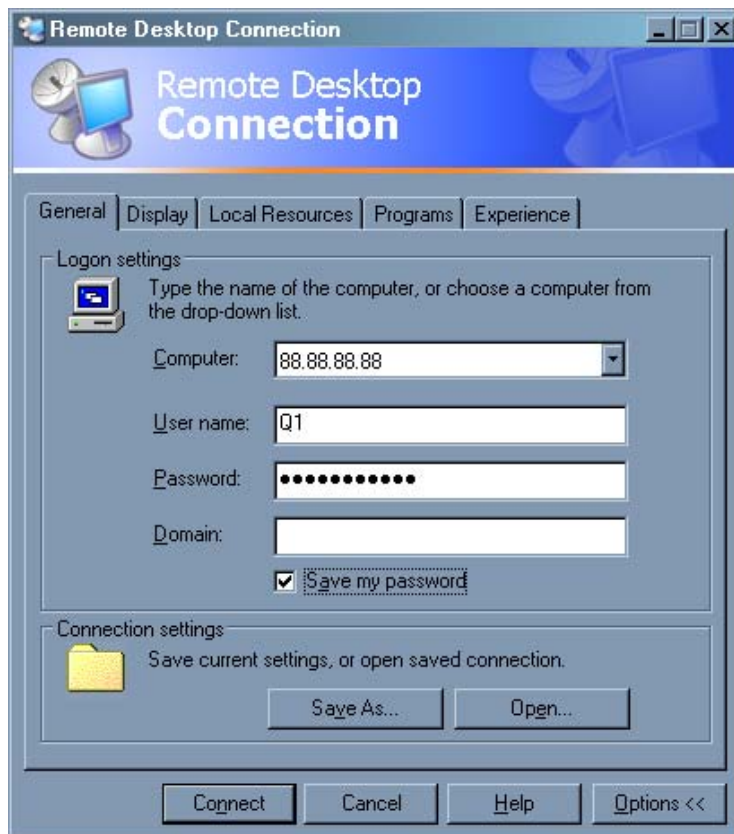 Remote Desktop Connection
Remote Desktop
Connection
General Display Local Resources Programs Experience
Logon settings
Type the name of the computer, or choose a computer from
the drop-down list.
Computer: 88.88.88.88
User name: Q1
Password: •••••••••••
Domain:
Save my password
Connection settings
Save current settings, or open saved connection.
Save As... Open...
Connect Cancel Help Options <<